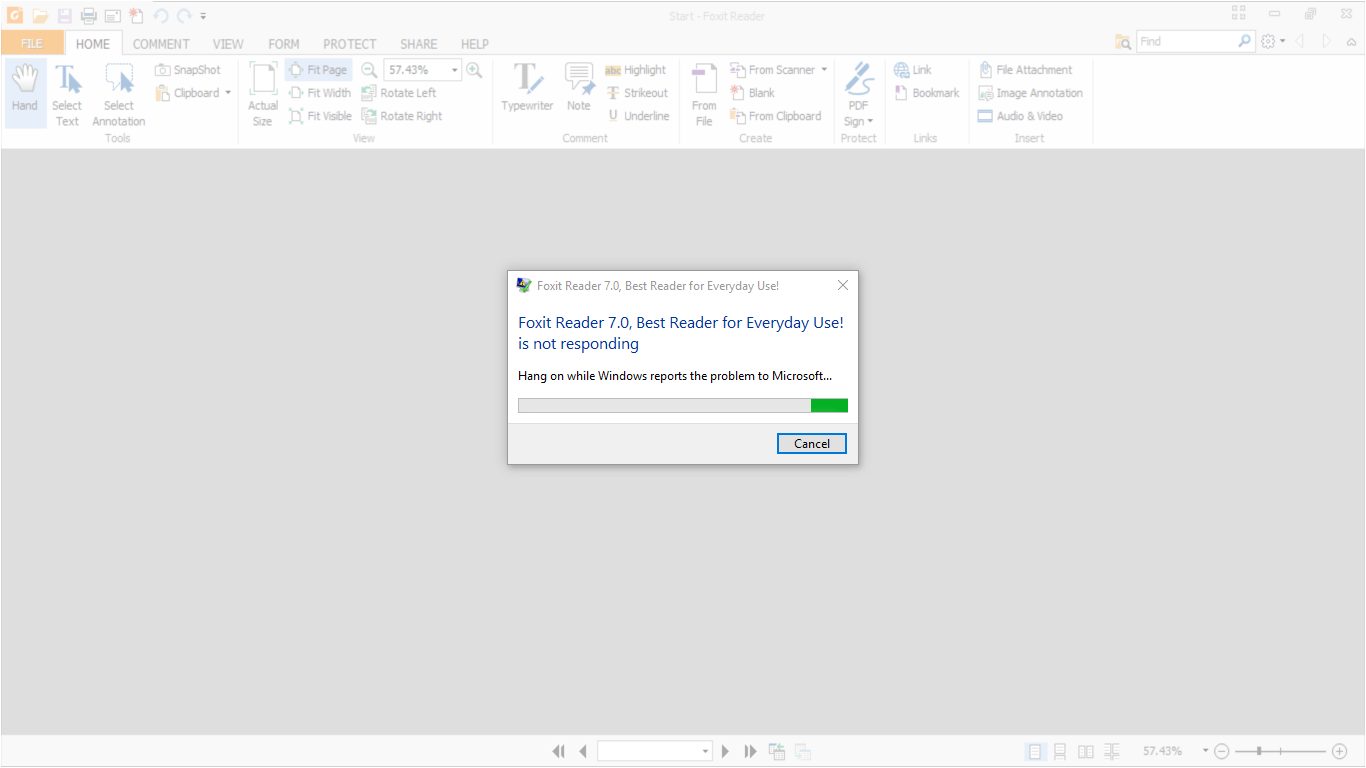 Start - Foxit Reader
FILE
HOME
COMMENT
VIEW
FORM
PROTECT
SHARE
HELP
Find
Hand
Select
Text
Select
Annotation
SnapShot
Clipboard
Tools
Actual
Size
Fit Page
Fit Width
Fit Visible
57.43%
Rotate Left
Rotate Right
View
Typewriter
Note
abc Highlight
T Strikeout
U Underline
Comment
From
File
From Scanner
Blank
From Clipboard
Create
PDF
Sign
Protect
Link
Bookmark
Links
File Attachment
Image Annotation
Audio & Video
Insert
Foxit Reader 7.0, Best Reader for Everyday Use!
Foxit Reader 7.0, Best Reader for Everyday Use!
is not responding
Hang on while Windows reports the problem to Microsoft...
Cancel
57.43%